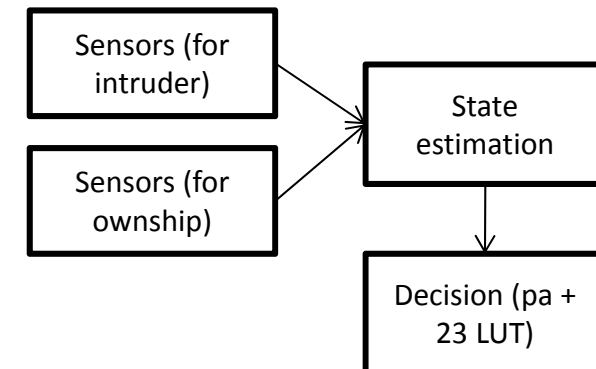 Sensors (for
intruder)
State
estimation
Sensors (for
ownship)
Decision (pa +
23 LUT)